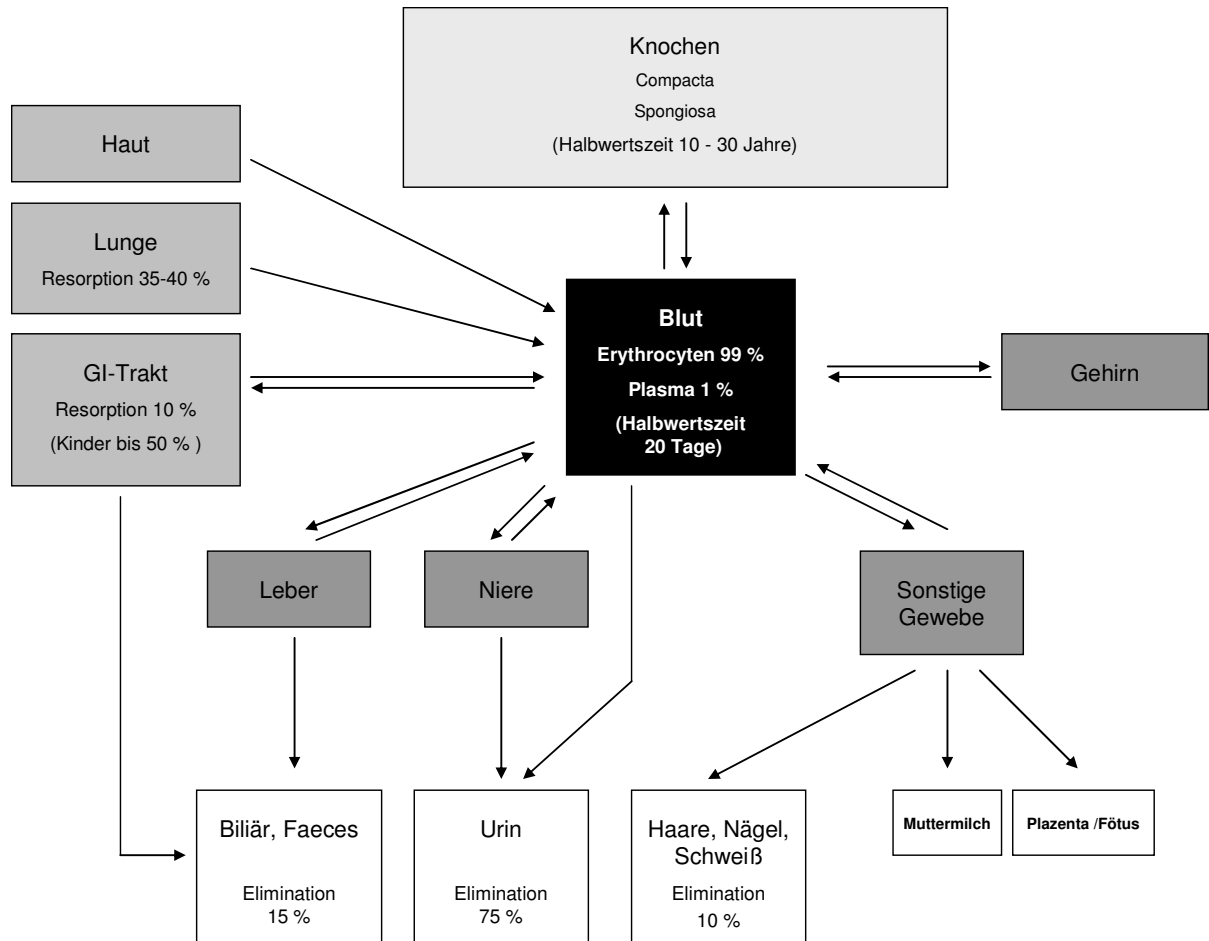 Knochen
Compacta
Spongiosa
(Halbwertszeit 10 - 30 Jahre)
Haut
Lunge
Resorption 35-40 %
GI-Trakt
Resorption 10 %
(Kinder bis 50 % )
Blut
Erythrocyten 99 %
Plasma 1 %
(Halbwertszeit
20 Tage)
Gehirn
Leber
Niere
Sonstige
Gewebe
Biliär, Faeces
Elimination
15 %
Urin
Elimination
75 %
Haare, Nägel,
Schweiß
Elimination
10 %
Muttermilch
Plazenta /Fötus